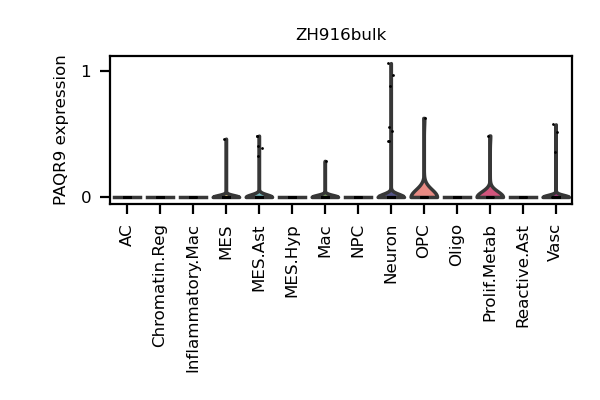 ZH916bulk
PAQR9 expression
1
0
AC
Chromatin.Reg
Inflammatory.Mac
MES
MES.Ast
MES.Hyp
Mac
NPC
Neuron
OPC
Oligo
Prolif.Metab
Reactive.Ast
Vasc